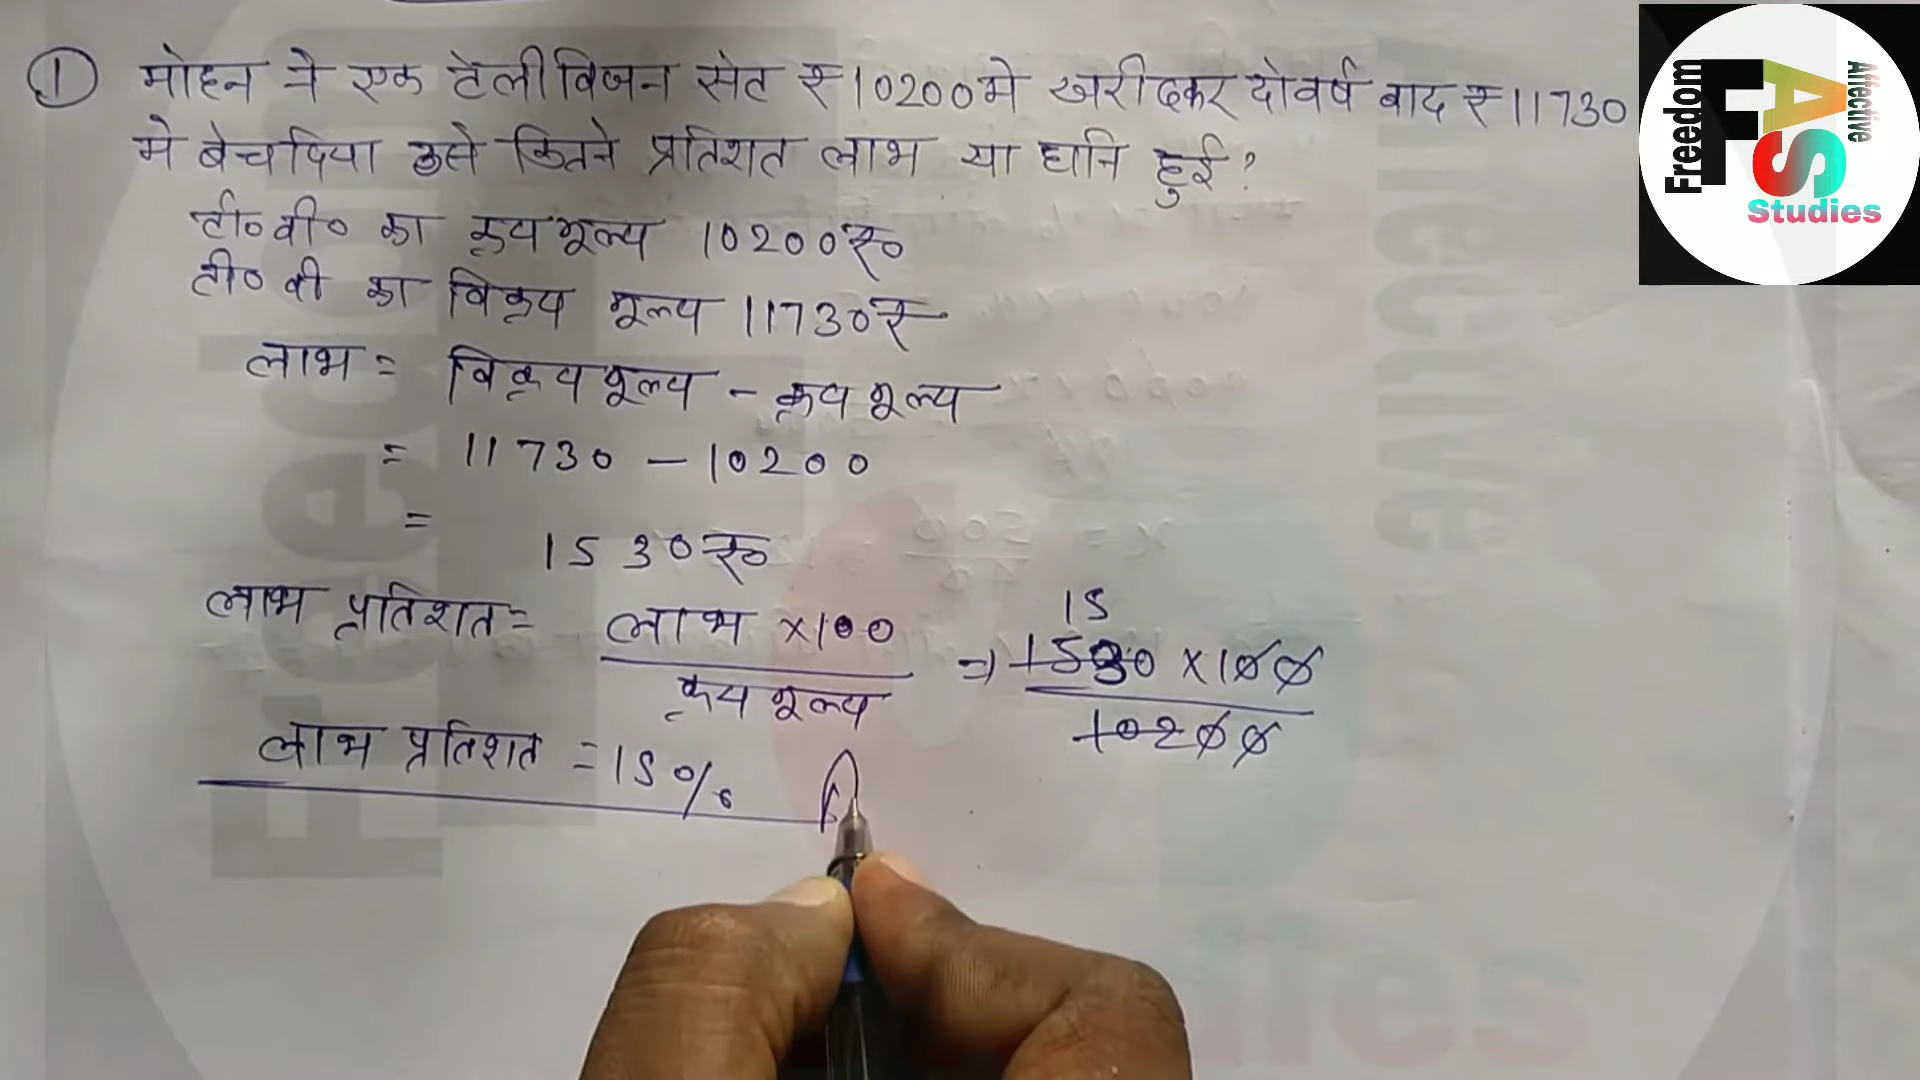 ① मोहन ने एक टेलीविजन सेट ₹10200 मे खरीदकर दो वर्ष बाद ₹11730
मे बेच दिया उसे कितने प्रतिशत लाभ या हानि हुई ?
टी० वी० का क्रय मूल्य 10200 रु०
टी० वी का विक्रय मूल्य 11730 रु
लाभ = विक्रय मूल्य - क्रय मूल्य
= 11730 - 10200
= 1530 रु०
लाभ प्रतिशत = लाभ ×100 / क्रय मूल्य => 1530 ×100 / 10200
15
लाभ प्रतिशत = 15%
Freedom
FAS
Affective
Studies